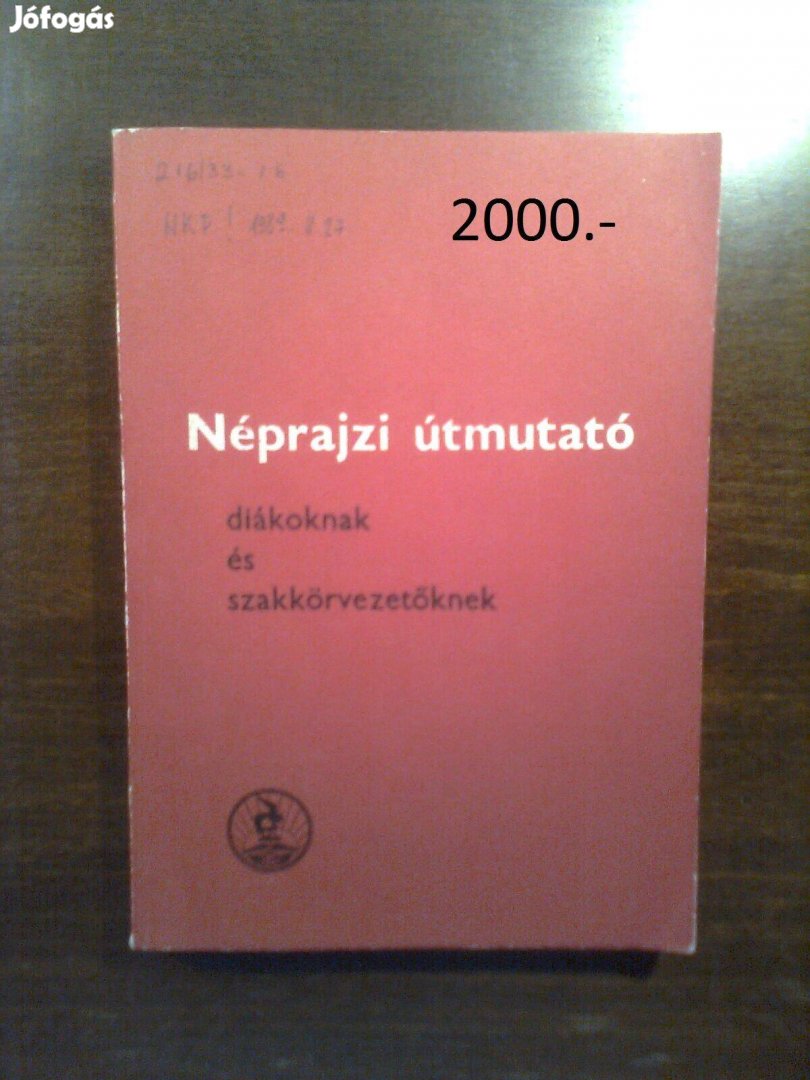 Jófogás
2000.-
Néprajzi útmutató
diákoknak
és
szakkörvezetőknek